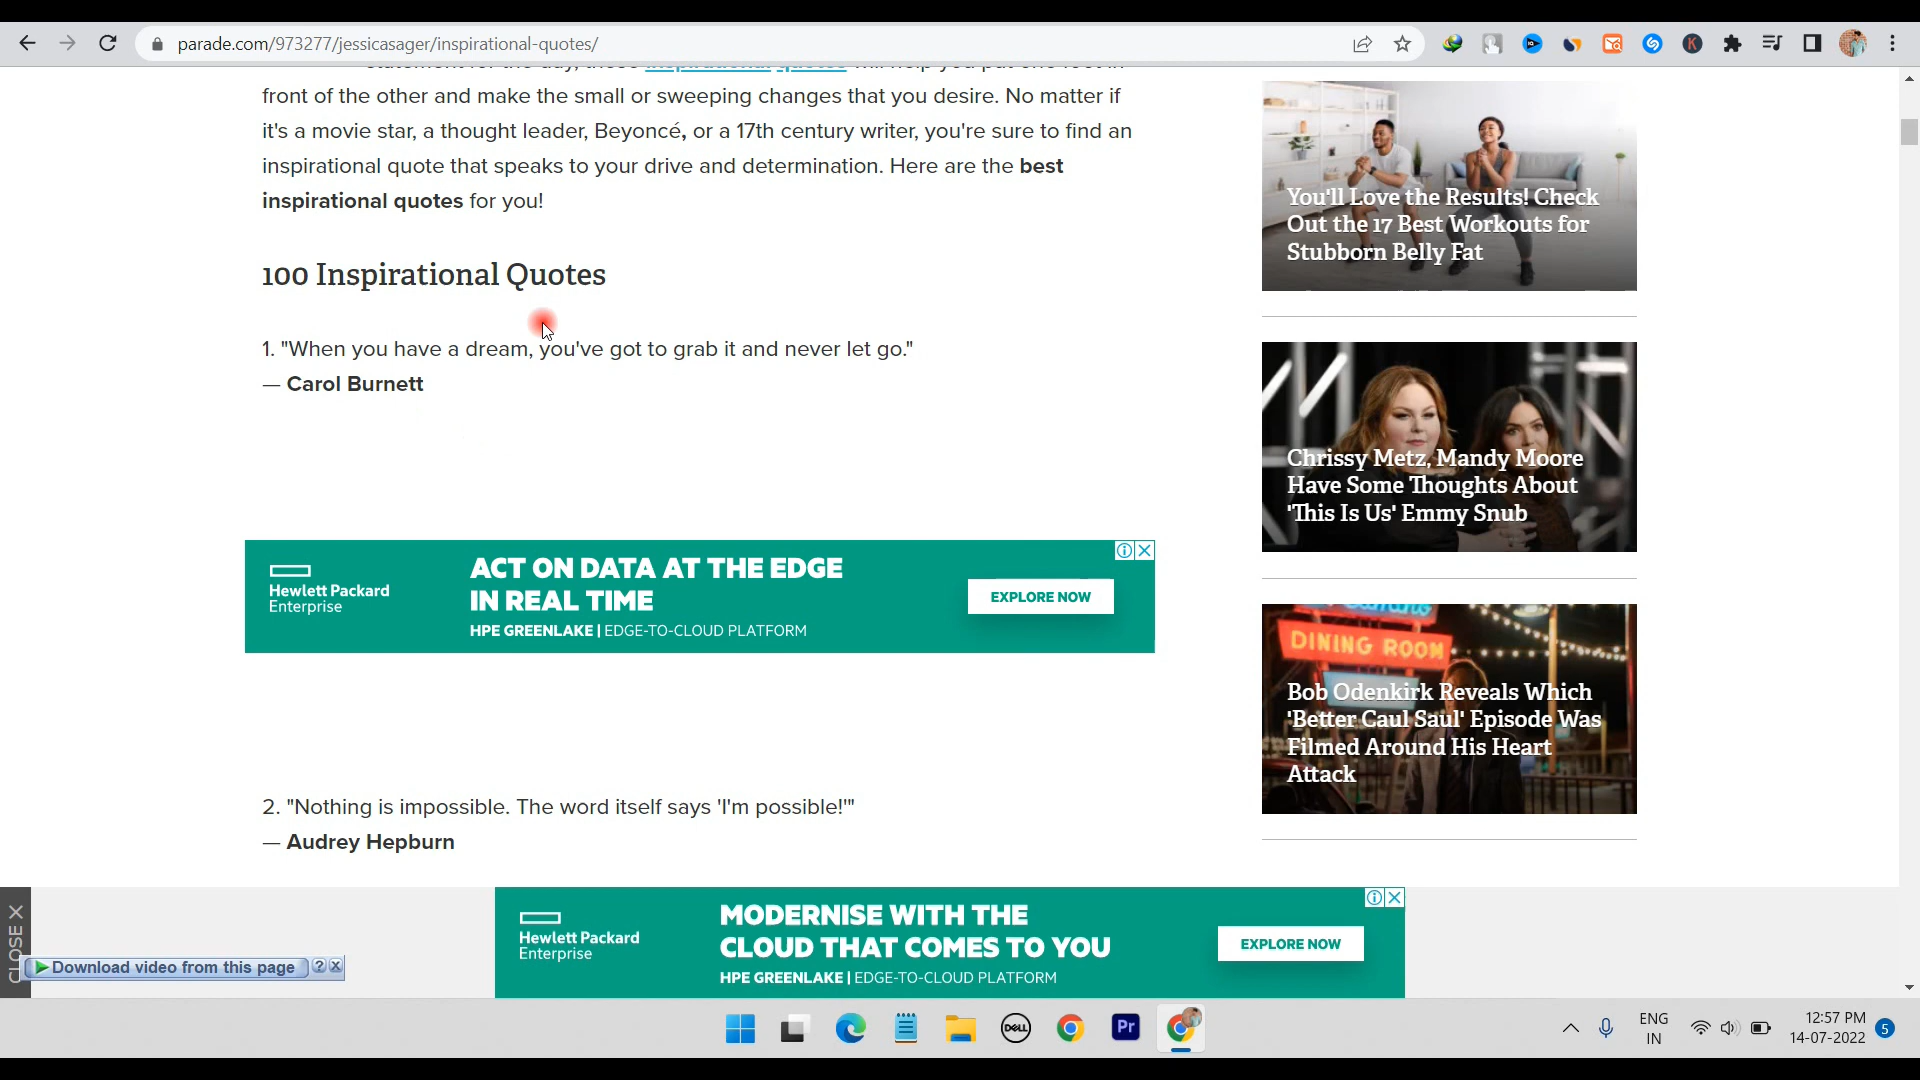 parade.com/973277/jessicasager/inspirational-quotes/
front of the other and make the small or sweeping changes that you desire. No matter if
it's a movie star, a thought leader, Beyoncé, or a 17th century writer, you're sure to find an
inspirational quote that speaks to your drive and determination. Here are the best
inspirational quotes for you!
100 Inspirational Quotes
1. "When you have a dream, you've got to grab it and never let go."
— Carol Burnett
Hewlett Packard
Enterprise
ACT ON DATA AT THE EDGE
IN REAL TIME
HPE GREENLAKE | EDGE-TO-CLOUD PLATFORM
EXPLORE NOW
2. "Nothing is impossible. The word itself says 'I'm possible!'"
— Audrey Hepburn
You'll Love the Results! Check
Out the 17 Best Workouts for
Stubborn Belly Fat
Chrissy Metz, Mandy Moore
Have Some Thoughts About
'This Is Us' Emmy Snub
DINING ROOM
Bob Odenkirk Reveals Which
'Better Caul Saul' Episode Was
Filmed Around His Heart
Attack
CLOSE X
Download video from this page
Hewlett Packard
Enterprise
MODERNISE WITH THE
CLOUD THAT COMES TO YOU
HPE GREENLAKE | EDGE-TO-CLOUD PLATFORM
EXPLORE NOW
DELL
Pr
ENG
IN
12:57 PM
14-07-2022
5